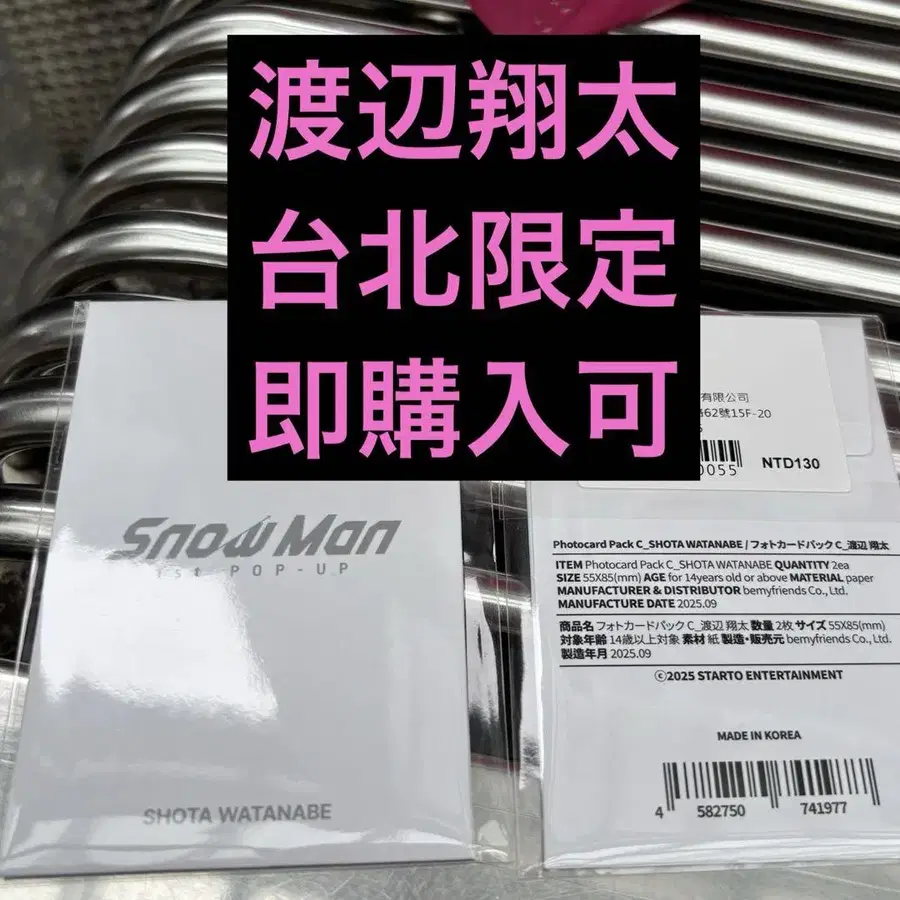 渡辺翔太
台北限定
即購入可
Snow Man
1st POP-UP
SHOTA WATANABE
有限公司
62號15F-20
0055
NTD130
Photocard Pack C_SHOTA WATANABE / フォトカードパック C_渡辺 翔太
ITEM Photocard Pack C_SHOTA WATANABE QUANTITY 2ea
SIZE 55X85(mm) AGE for 14years old or above MATERIAL paper
MANUFACTURER & DISTRIBUTOR bemyfriends Co., Ltd.
MANUFACTURE DATE 2025.09
商品名 フォトカードパック C_渡辺 翔太 数量 2枚 サイズ 55X85(mm)
対象年齢 14歳以上対象 素材 紙 製造・販売元 bemyfriends Co., Ltd.
製造年月 2025.09
©2025 STARTO ENTERTAINMENT
MADE IN KOREA
4 582750 741977